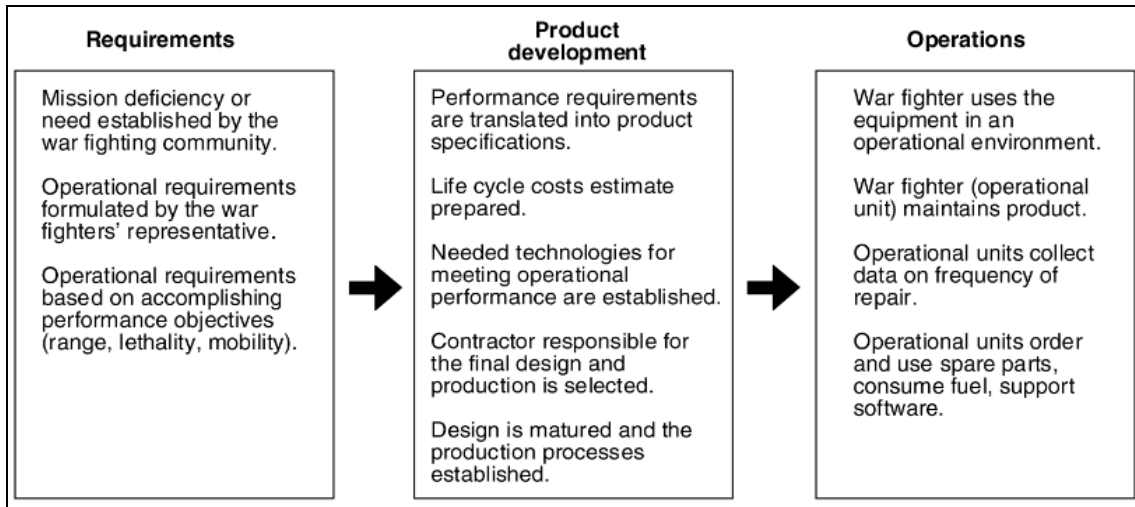 Requirements
Mission deficiency or
need established by the
war fighting community.
Operational requirements
formulated by the war
fighters' representative.
Operational requirements
based on accomplishing
performance objectives
(range, lethality, mobility).
Product
development
Performance requirements
are translated into product
specifications.
Life cycle costs estimate
prepared.
Needed technologies for
meeting operational
performance are established.
Contractor responsible for
the final design and
production is selected.
Design is matured and the
production processes
established.
Operations
War fighter uses the
equipment in an
operational environment.
War fighter (operational
unit) maintains product.
Operational units collect
data on frequency of
repair.
Operational units order
and use spare parts,
consume fuel, support
software.